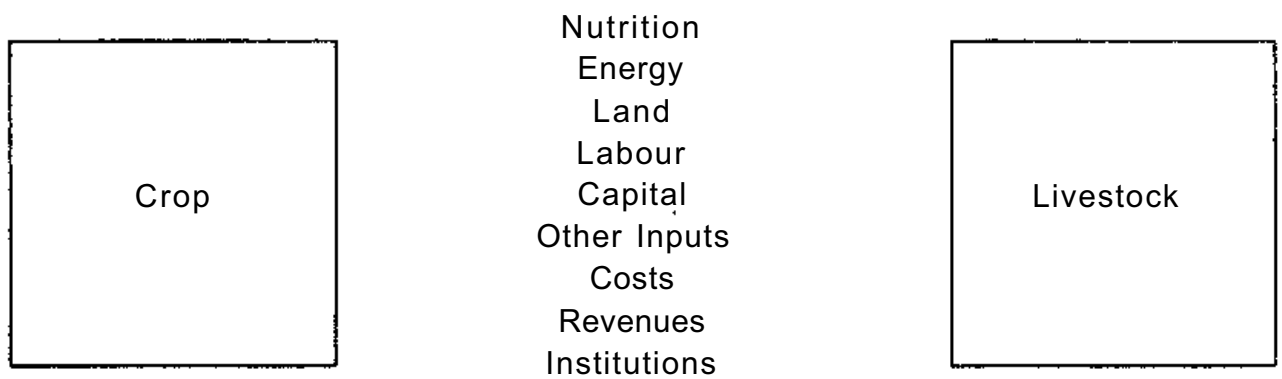 Nutrition
Energy
Land
Labour
Crop
Capital
Livestock
Other Inputs
Costs
Revenues
Institutions